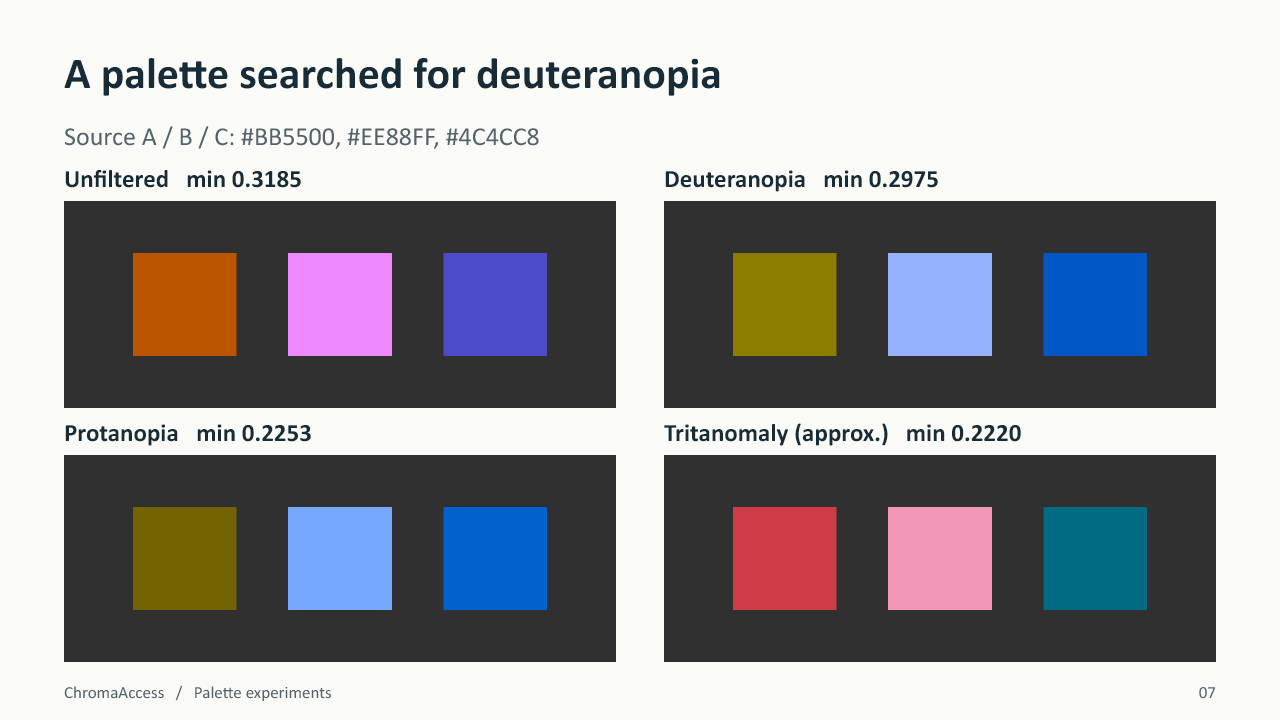 A palette searched for deuteranopia
Source A / B / C: #BB5500, #EE88FF, #4C4CC8
Unfiltered min 0.3185
Deuteranopia min 0.2975
Protanopia min 0.2253
Tritanomaly (approx.) min 0.2220
ChromaAccess / Palette experiments
07